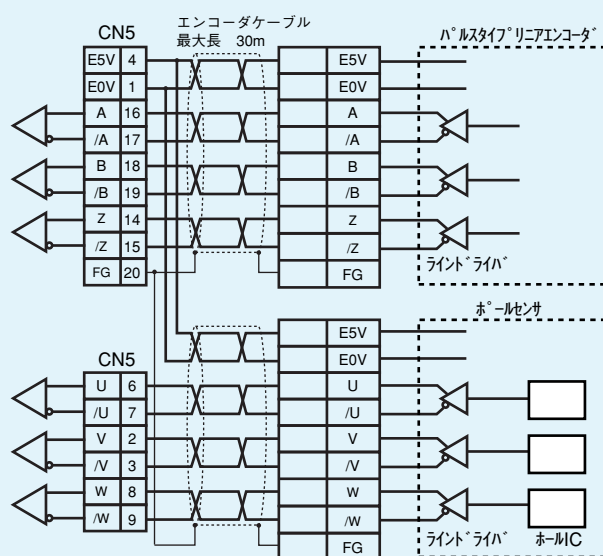 エンコーダケーブル
最大長 30m
CN5
E5V 4
E0V 1
A 16
/A 17
B 18
/B 19
Z 14
/Z 15
FG 20
E5V
E0V
A
/A
B
/B
Z
/Z
FG
ﾊﾟﾙｽﾀｲﾌﾟﾘﾆｱｴﾝｺｰﾀﾞ
ﾗｲﾝﾄﾞﾗｲﾊﾞ
CN5
U 6
/U 7
V 2
/V 3
W 8
/W 9
E5V
E0V
U
/U
V
/V
W
/W
FG
ﾎﾟｰﾙｾﾝｻ
ﾗｲﾝﾄﾞﾗｲﾊﾞ
ﾎｰﾙIC